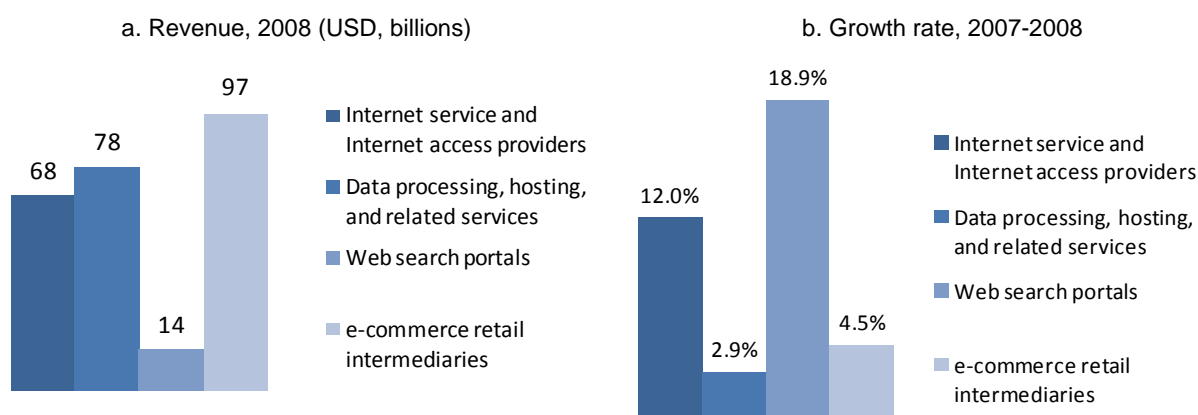 a. Revenue, 2008 (USD, billions)
68
78
14
97
Internet service and
Internet access providers
Data processing, hosting,
and related services
Web search portals
e-commerce retail
intermediaries
b. Growth rate, 2007-2008
12.0%
2.9%
18.9%
4.5%
Internet service and
Internet access providers
Data processing, hosting,
and related services
Web search portals
e-commerce retail
intermediaries